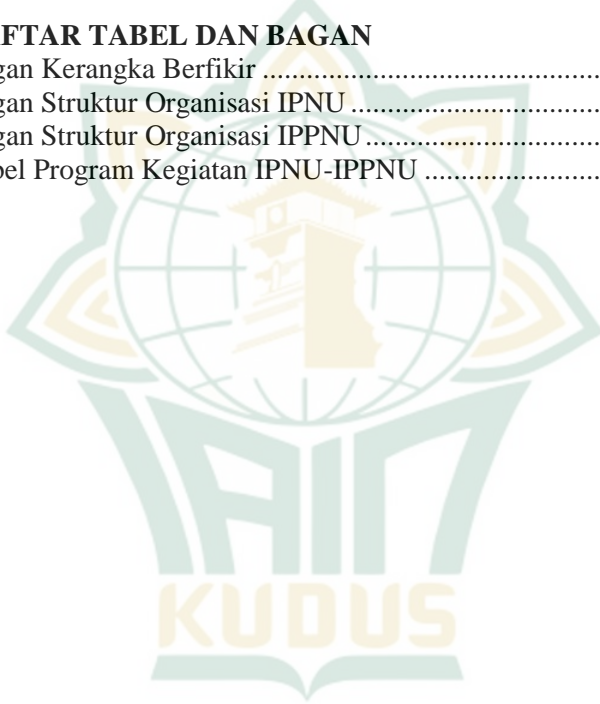 FTAR TABEL DAN BAGAN
gan Kerangka Berfikir ..........................................
gan Struktur Organisasi IPNU ..............................
gan Struktur Organisasi IPPNU ............................
bel Program Kegiatan IPNU-IPPNU .....................
IAIN
KUDUS